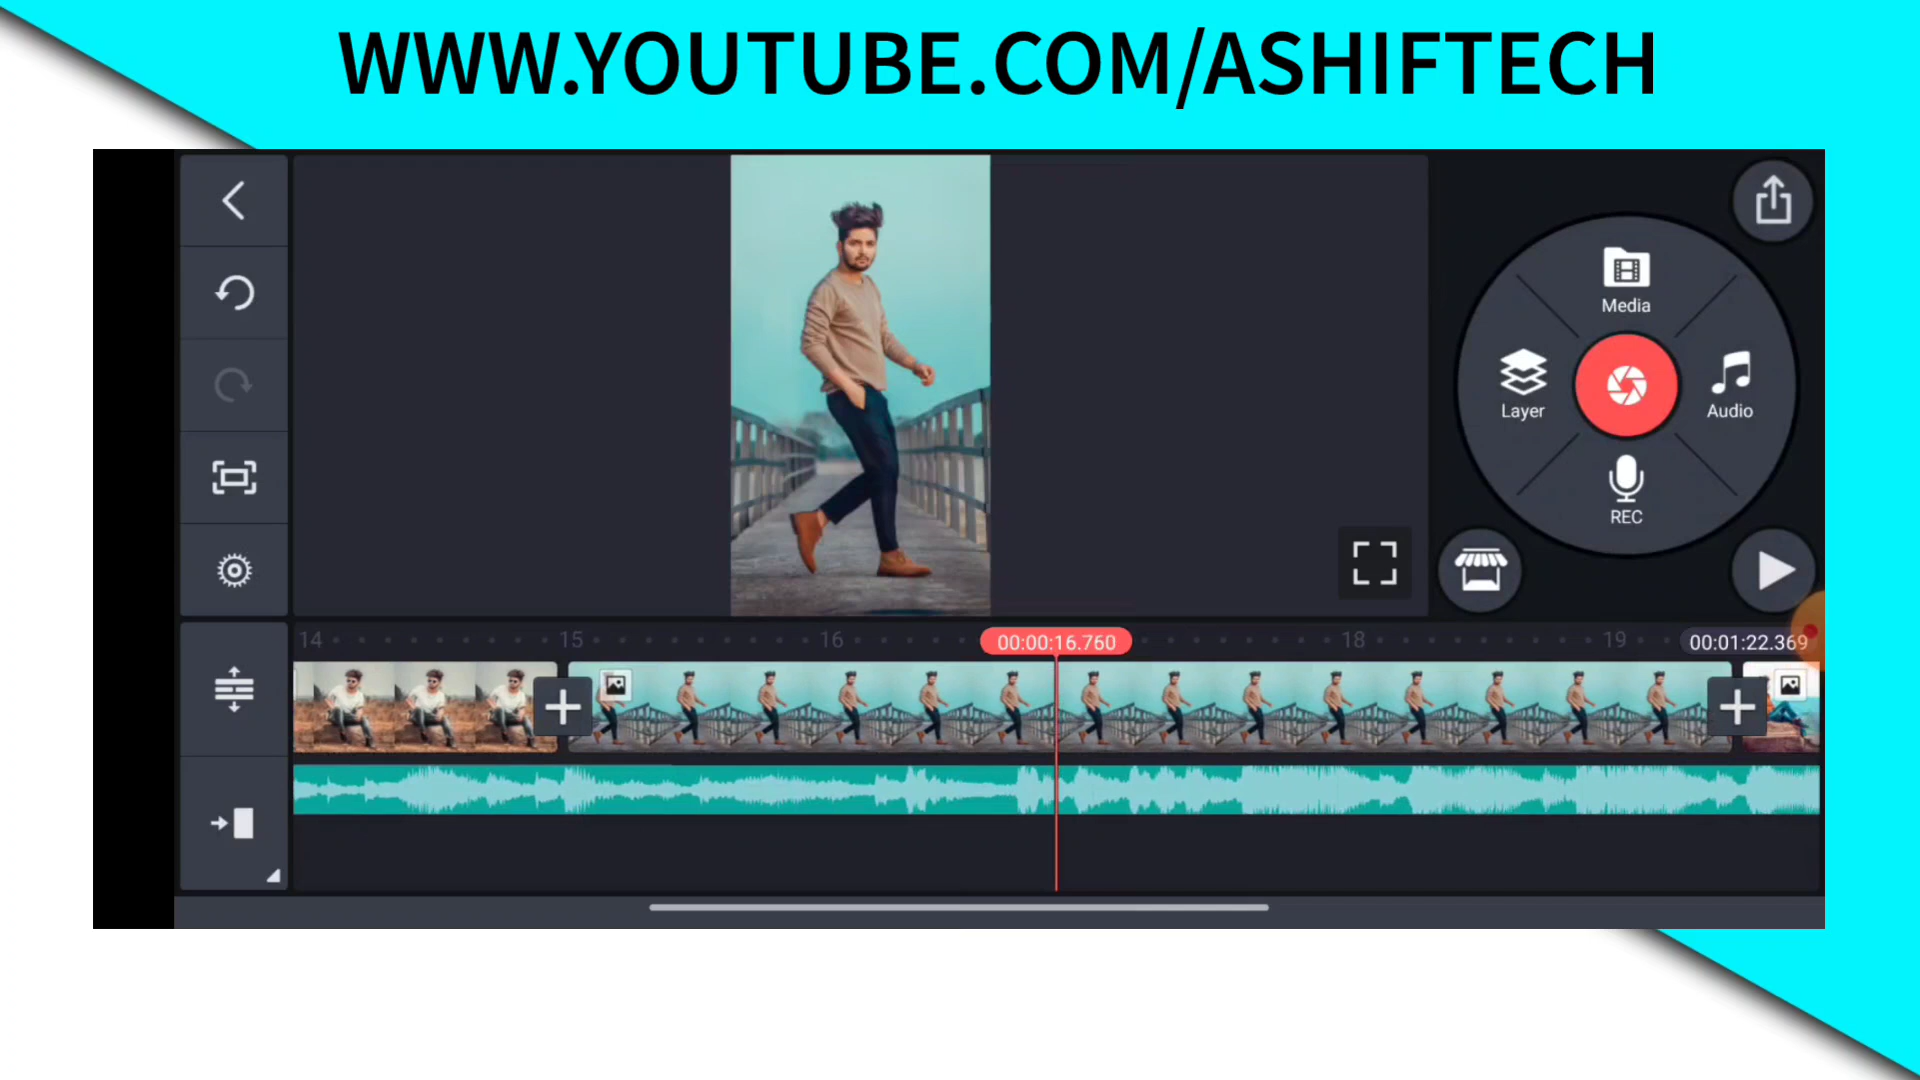 WWW.YOUTUBE.COM/ASHIFTECH
Media
Layer
Audio
REC
14
15
16
00:00:16.760
18
19
00:01:22.369